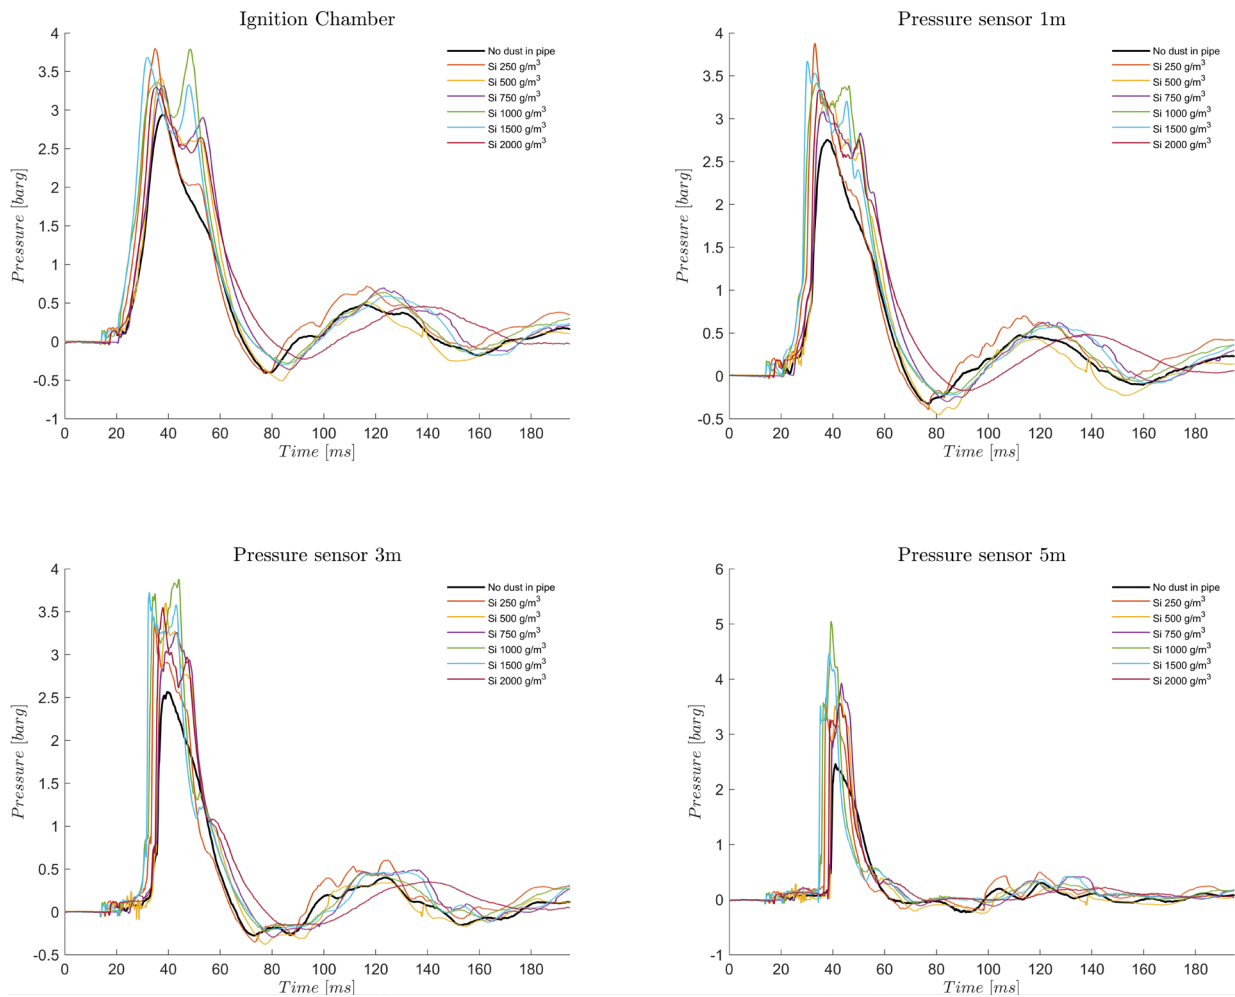 Ignition Chamber
4
3.5
3
2.5
2
1.5
1
0.5
0
-0.5
-1
Pressure [barg]
No dust in pipe
Si 250 g/m³
Si 500 g/m³
Si 750 g/m³
Si 1000 g/m³
Si 1500 g/m³
Si 2000 g/m³
0 20 40 60 80 100 120 140 160 180
Time [ms]
Pressure sensor 1m
4
3.5
3
2.5
2
1.5
1
0.5
0
-0.5
Pressure [barg]
No dust in pipe
Si 250 g/m³
Si 500 g/m³
Si 750 g/m³
Si 1000 g/m³
Si 1500 g/m³
Si 2000 g/m³
0 20 40 60 80 100 120 140 160 180
Time [ms]
Pressure sensor 3m
4
3.5
3
2.5
2
1.5
1
0.5
0
-0.5
Pressure [barg]
No dust in pipe
Si 250 g/m³
Si 500 g/m³
Si 750 g/m³
Si 1000 g/m³
Si 1500 g/m³
Si 2000 g/m³
0 20 40 60 80 100 120 140 160 180
Time [ms]
Pressure sensor 5m
6
5
4
3
2
1
0
-1
Pressure [barg]
No dust in pipe
Si 250 g/m³
Si 500 g/m³
Si 750 g/m³
Si 1000 g/m³
Si 1500 g/m³
Si 2000 g/m³
0 20 40 60 80 100 120 140 160 180
Time [ms]